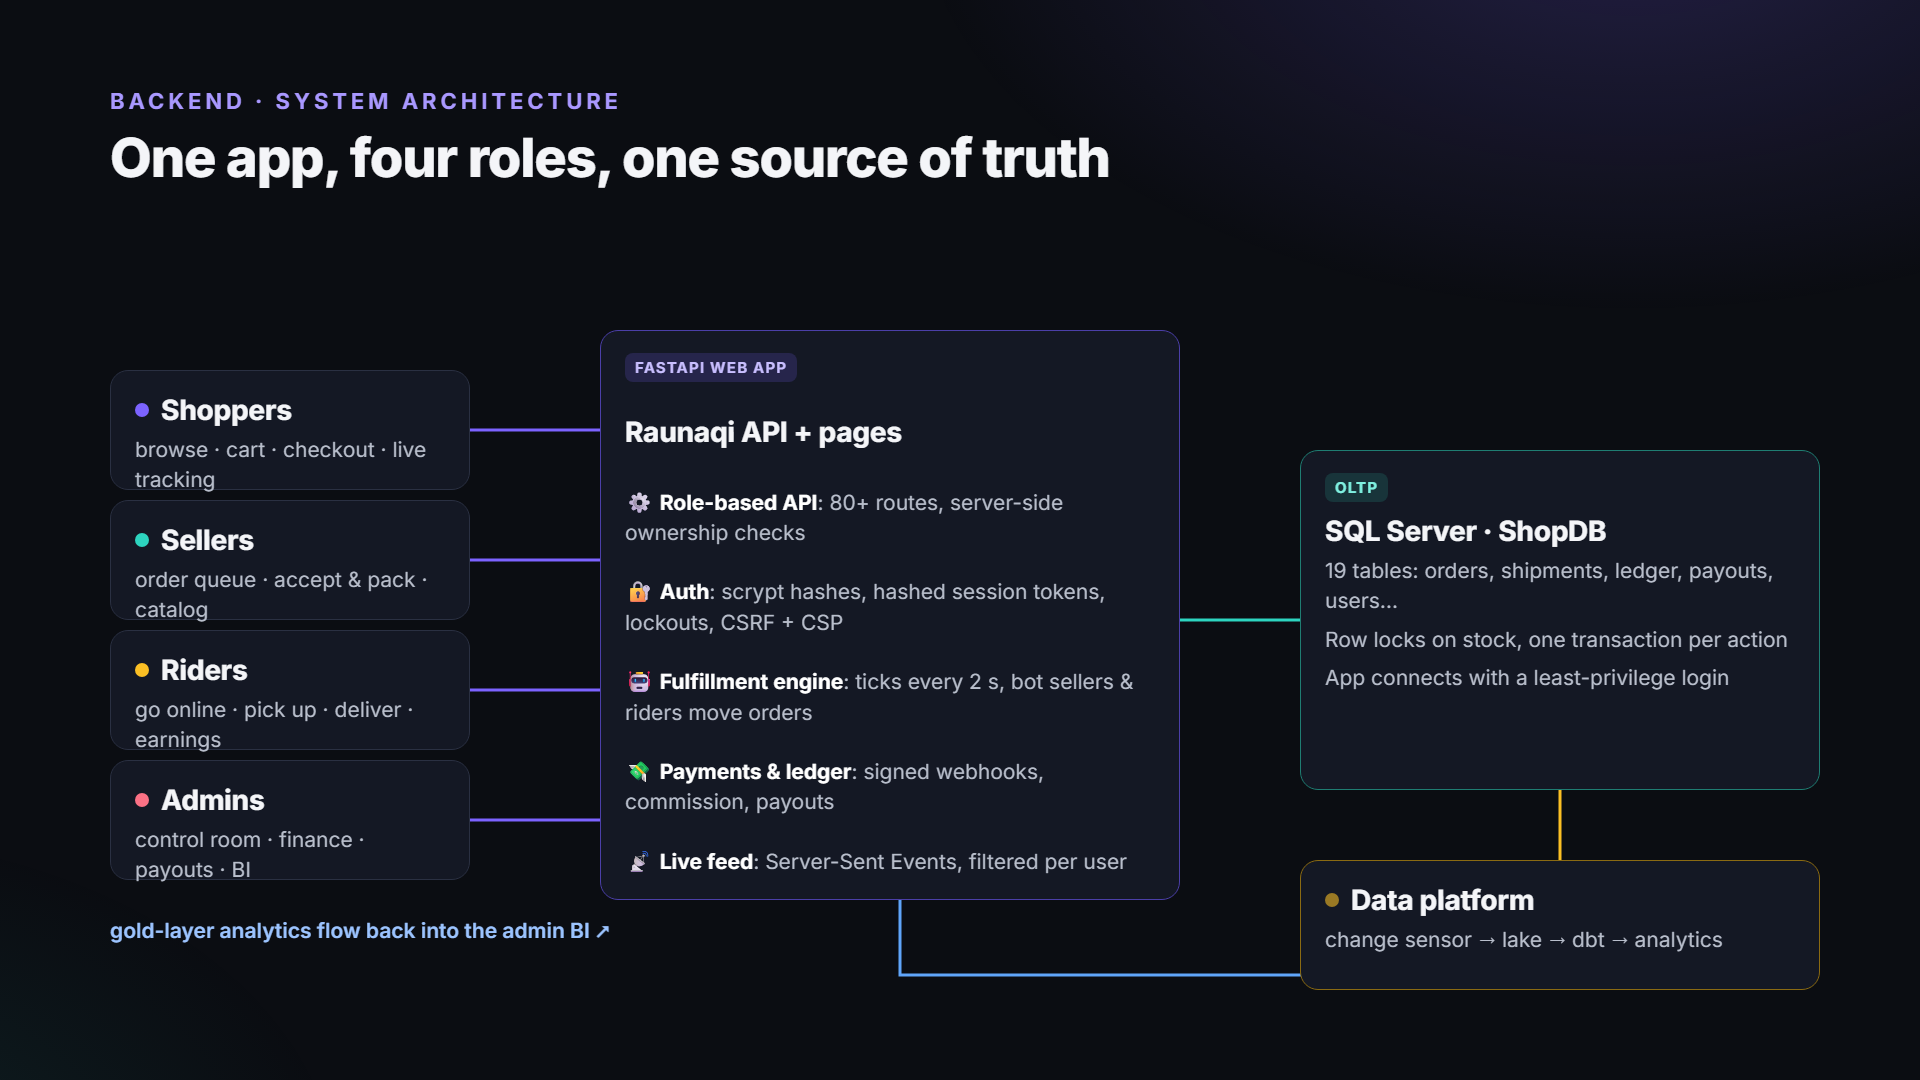 BACKEND · SYSTEM ARCHITECTURE
One app, four roles, one source of truth
Shoppers
browse · cart · checkout · live
tracking
Sellers
order queue · accept & pack ·
catalog
Riders
go online · pick up · deliver ·
earnings
Admins
control room · finance ·
payouts · BI
gold-layer analytics flow back into the admin BI ↗
FASTAPI WEB APP
Raunaqi API + pages
⚙️ Role-based API: 80+ routes, server-side
ownership checks
🔐 Auth: scrypt hashes, hashed session tokens,
lockouts, CSRF + CSP
🤖 Fulfillment engine: ticks every 2 s, bot sellers &
riders move orders
💸 Payments & ledger: signed webhooks,
commission, payouts
📡 Live feed: Server-Sent Events, filtered per user
OLTP
SQL Server · ShopDB
19 tables: orders, shipments, ledger, payouts,
users…
Row locks on stock, one transaction per action
App connects with a least-privilege login
Data platform
change sensor → lake → dbt → analytics